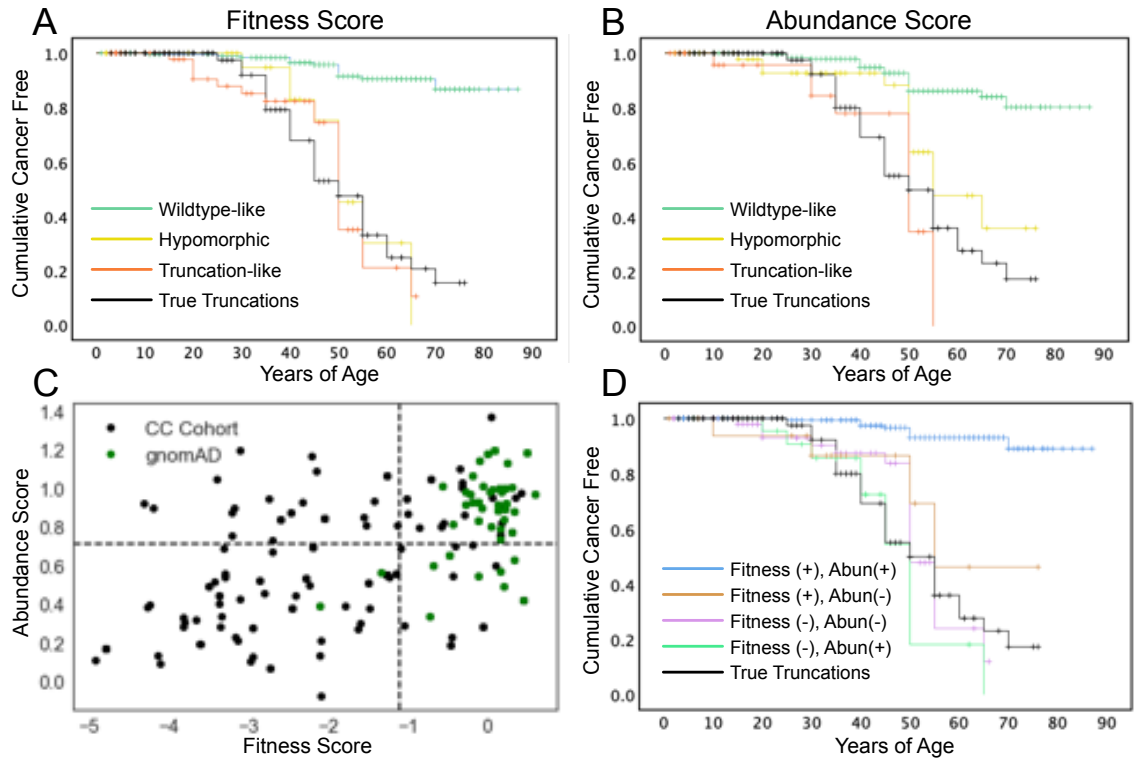 A
Fitness Score
Cumulative Cancer Free
1.0
0.8
0.6
0.4
0.2
0.0
Wildtype-like
Hypomorphic
Truncation-like
True Truncations
0 10 20 30 40 50 60 70 80 90
Years of Age
B
Abundance Score
Cumulative Cancer Free
1.0
0.8
0.6
0.4
0.2
0.0
Wildtype-like
Hypomorphic
Truncation-like
True Truncations
0 10 20 30 40 50 60 70 80 90
Years of Age
C
Abundance Score
1.4
1.2
1.0
0.8
0.6
0.4
0.2
0.0
CC Cohort
gnomAD
−5 −4 −3 −2 −1 0
Fitness Score
D
Cumulative Cancer Free
1.0
0.8
0.6
0.4
0.2
0.0
Fitness (+), Abun(+)
Fitness (+), Abun(-)
Fitness (-), Abun(-)
Fitness (-), Abun(+)
True Truncations
0 10 20 30 40 50 60 70 80 90
Years of Age